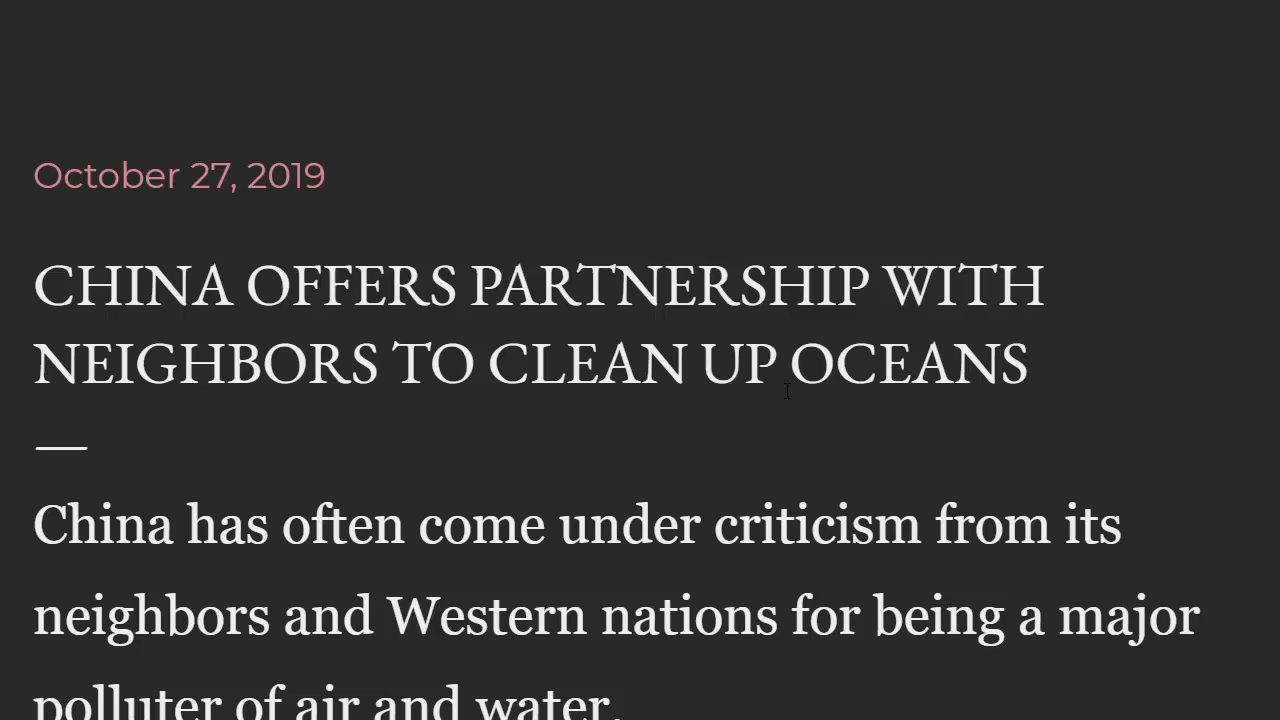 October 27, 2019
CHINA OFFERS PARTNERSHIP WITH
NEIGHBORS TO CLEAN UP OCEANS
—
China has often come under criticism from its
neighbors and Western nations for being a major
polluter of air and water.